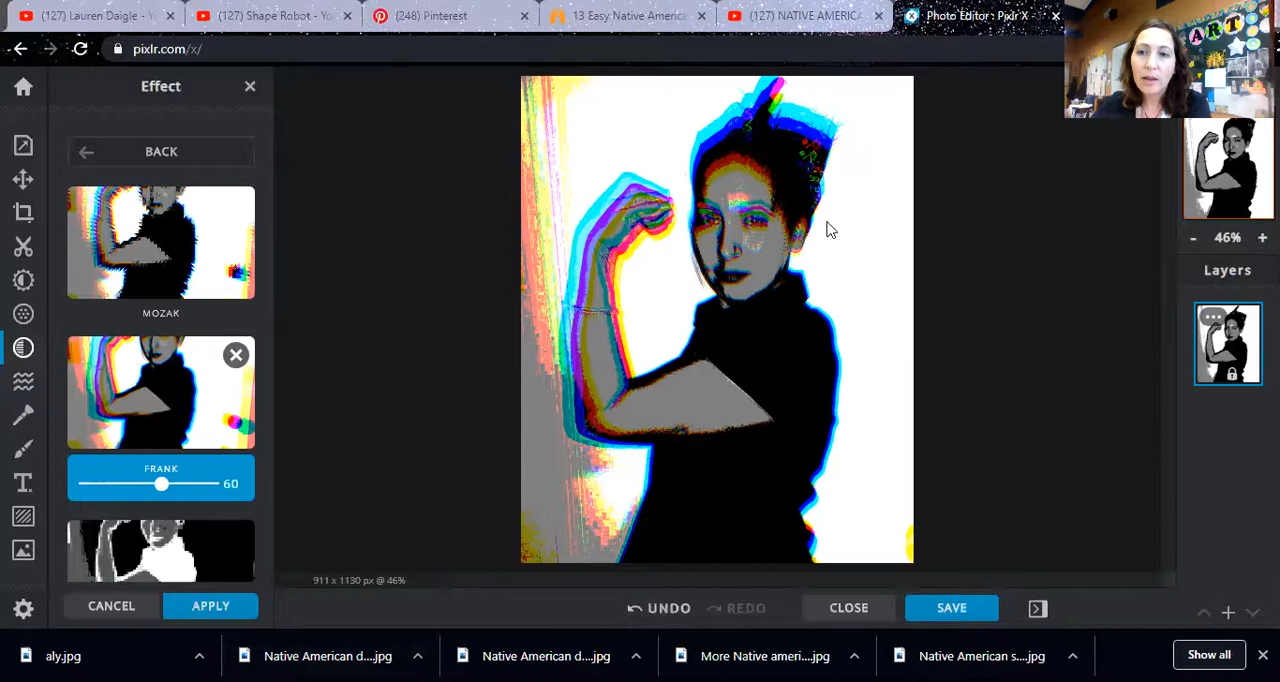 (127) Lauren Daigle - Yo
(127) Shape Robot - Yo
(248) Pinterest
13 Easy Native America
(127) NATIVE AMERICA
Photo Editor : Pixlr X -
pixlr.com/x/
ART
Effect
BACK
MOZAK
FRANK
60
CANCEL
APPLY
46%
Layers
911 x 1130 px @ 46%
UNDO
REDO
CLOSE
SAVE
aly.jpg
Native American d....jpg
Native American d....jpg
More Native ameri....jpg
Native American s....jpg
Show all